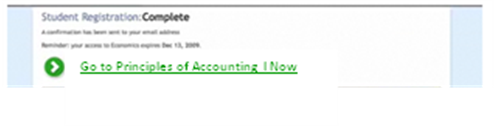 Student Registration: Complete
A confirmation has been sent to your email address
Reminder: your access to Economics expires Dec 13, 2009.
Go to Principles of Accounting I Now